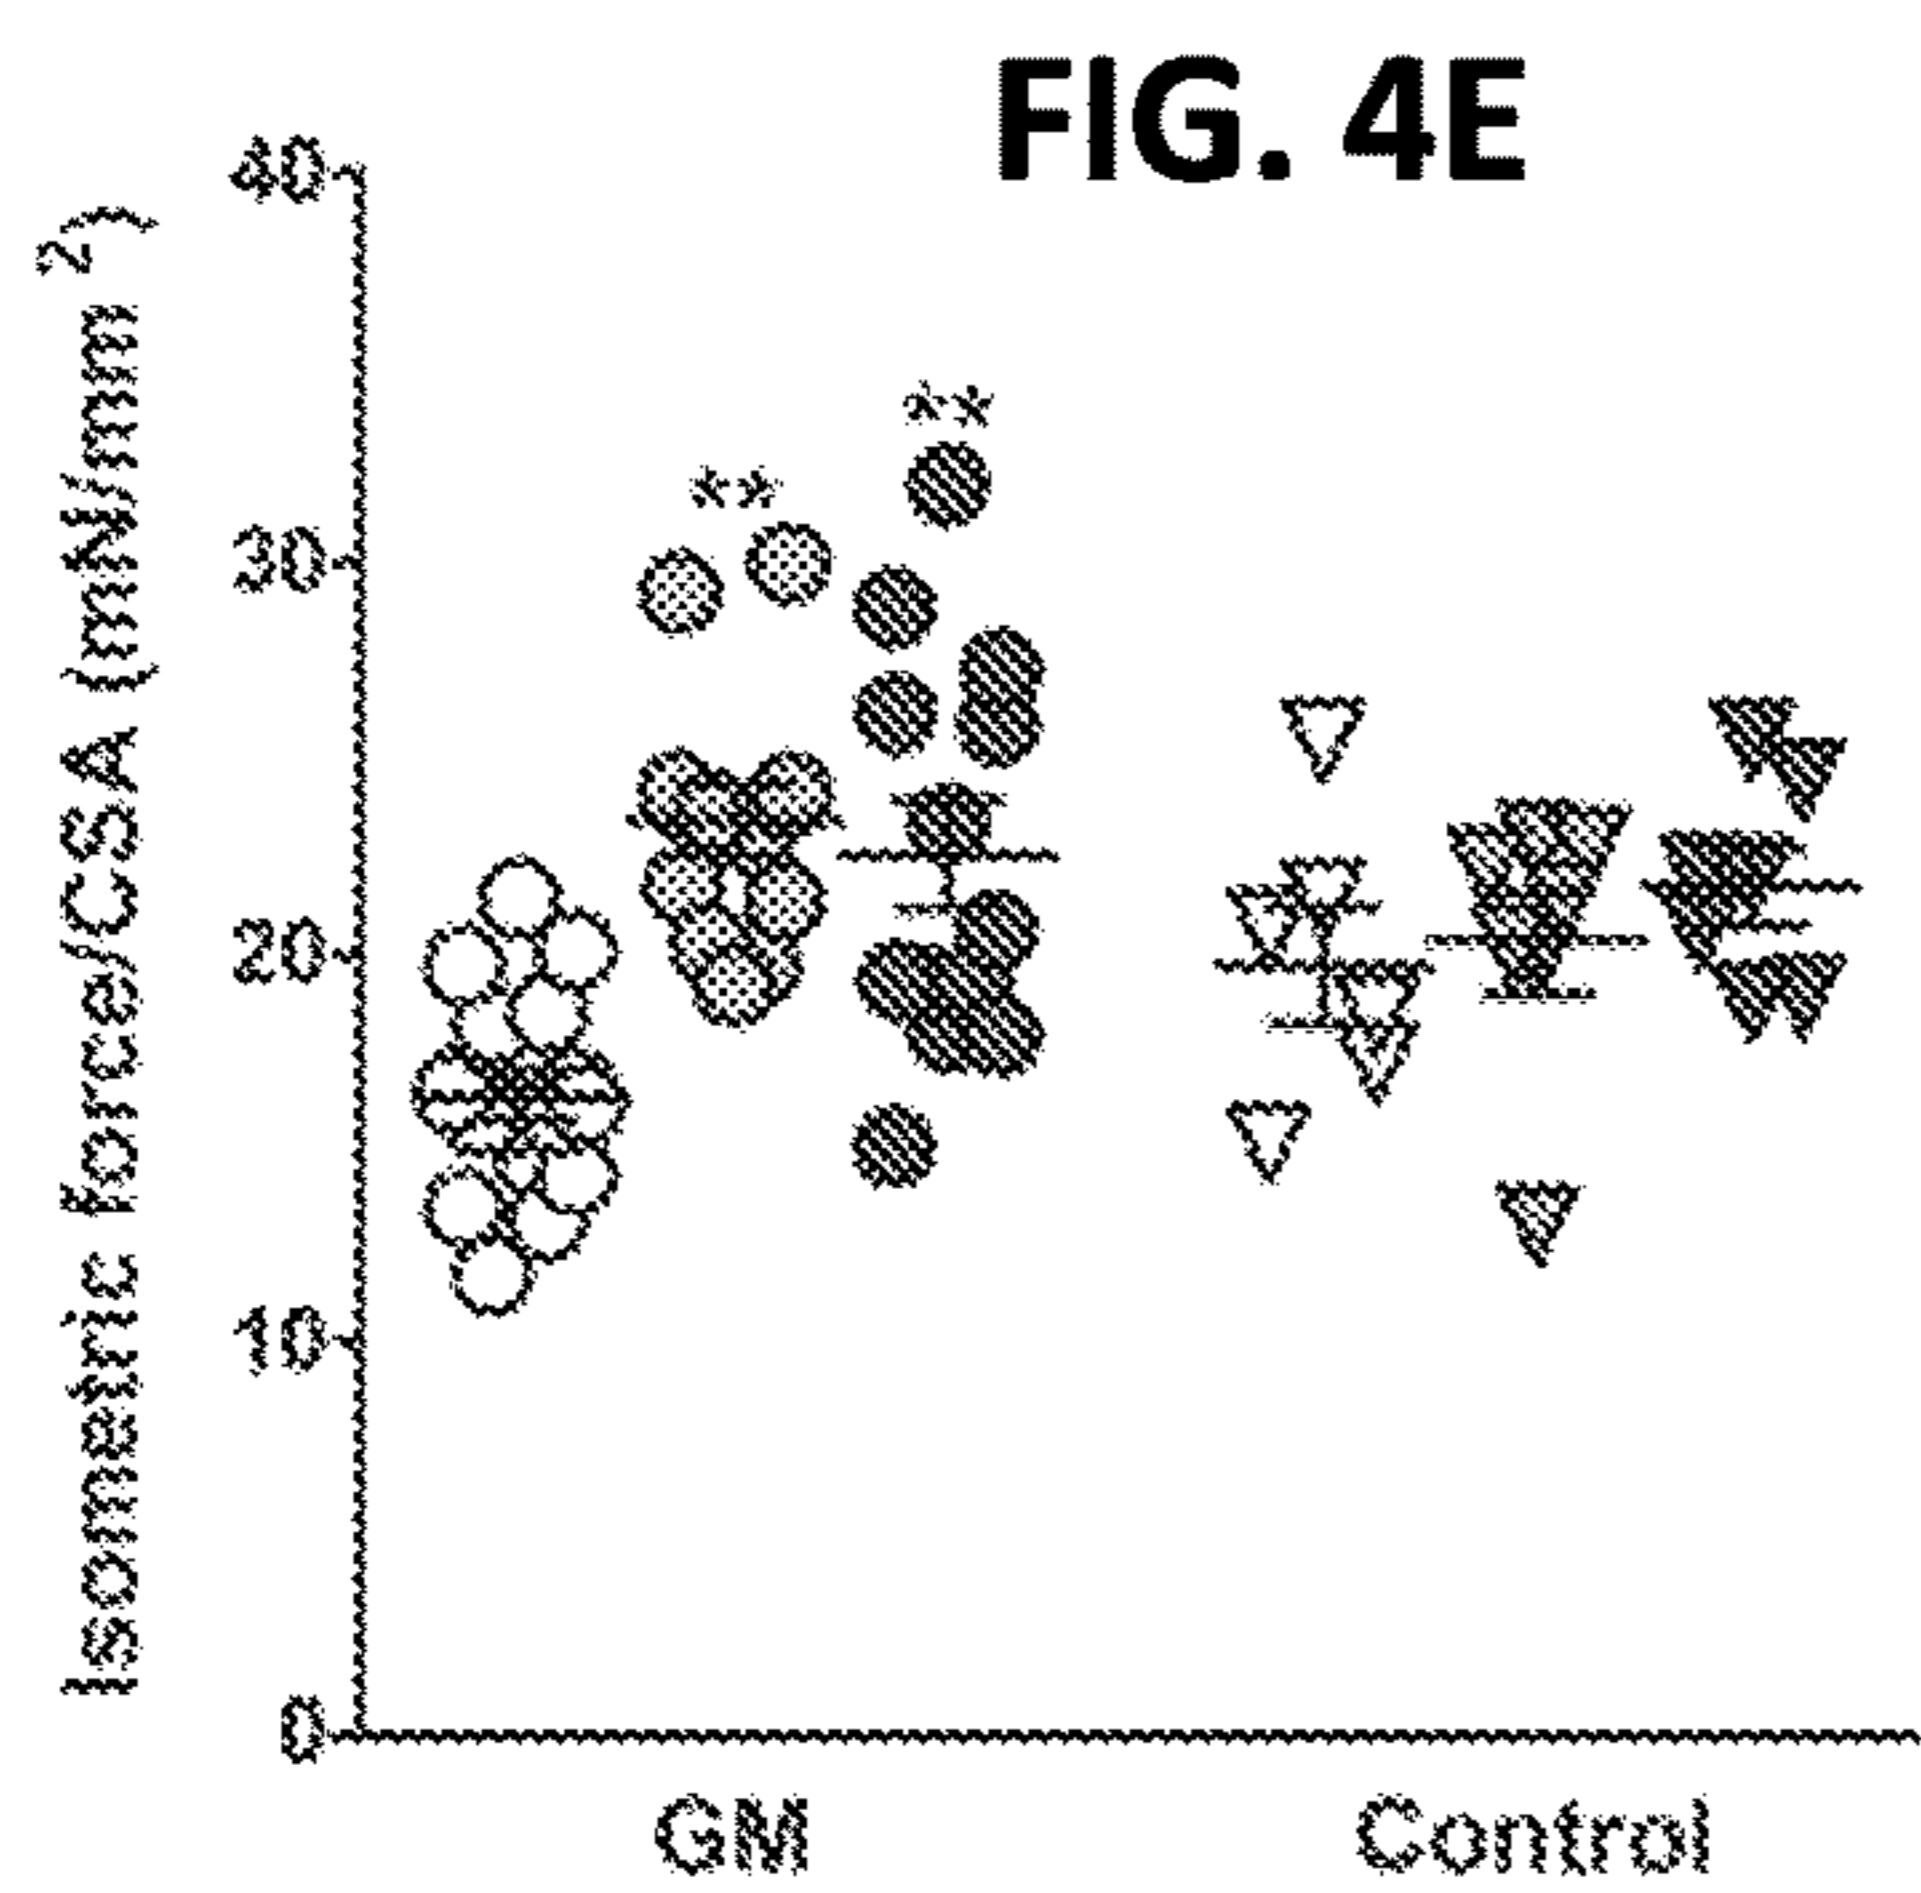 FIG. 4E
Isometric force/CSA (mN/mm²)
40
30
20
10
0
**
**
GM
Control